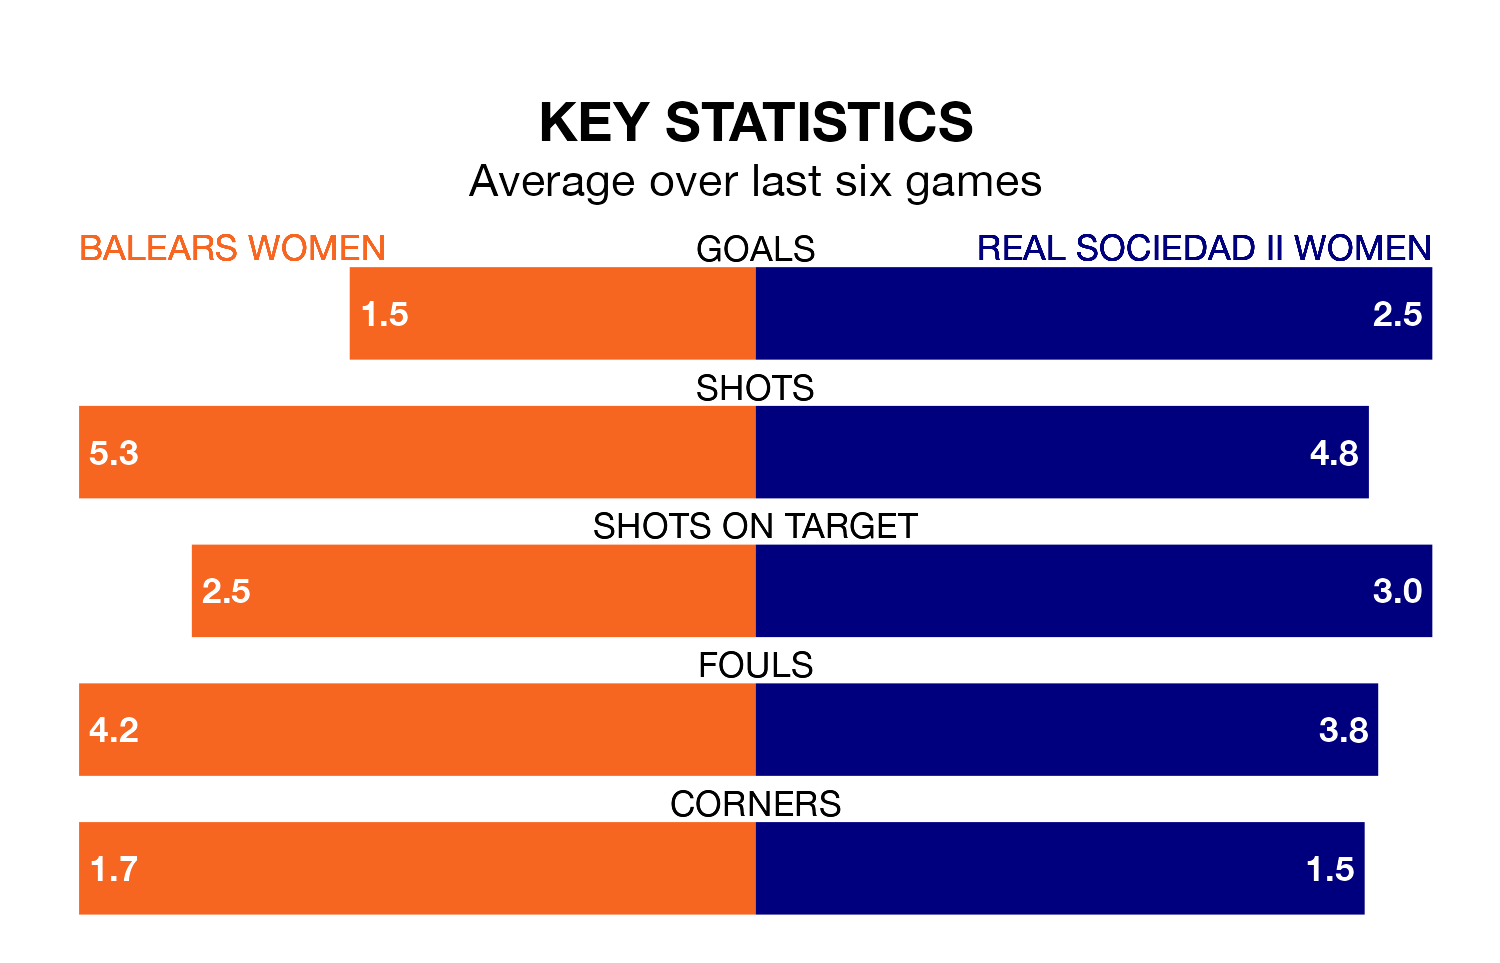 KEY STATISTICS
Average over last six games
BALEARS WOMEN GOALS REAL SOCIEDAD II WOMEN
1.5 2.5
SHOTS
5.3 4.8
SHOTS ON TARGET
2.5 3.0
FOULS
4.2 3.8
CORNERS
1.7 1.5